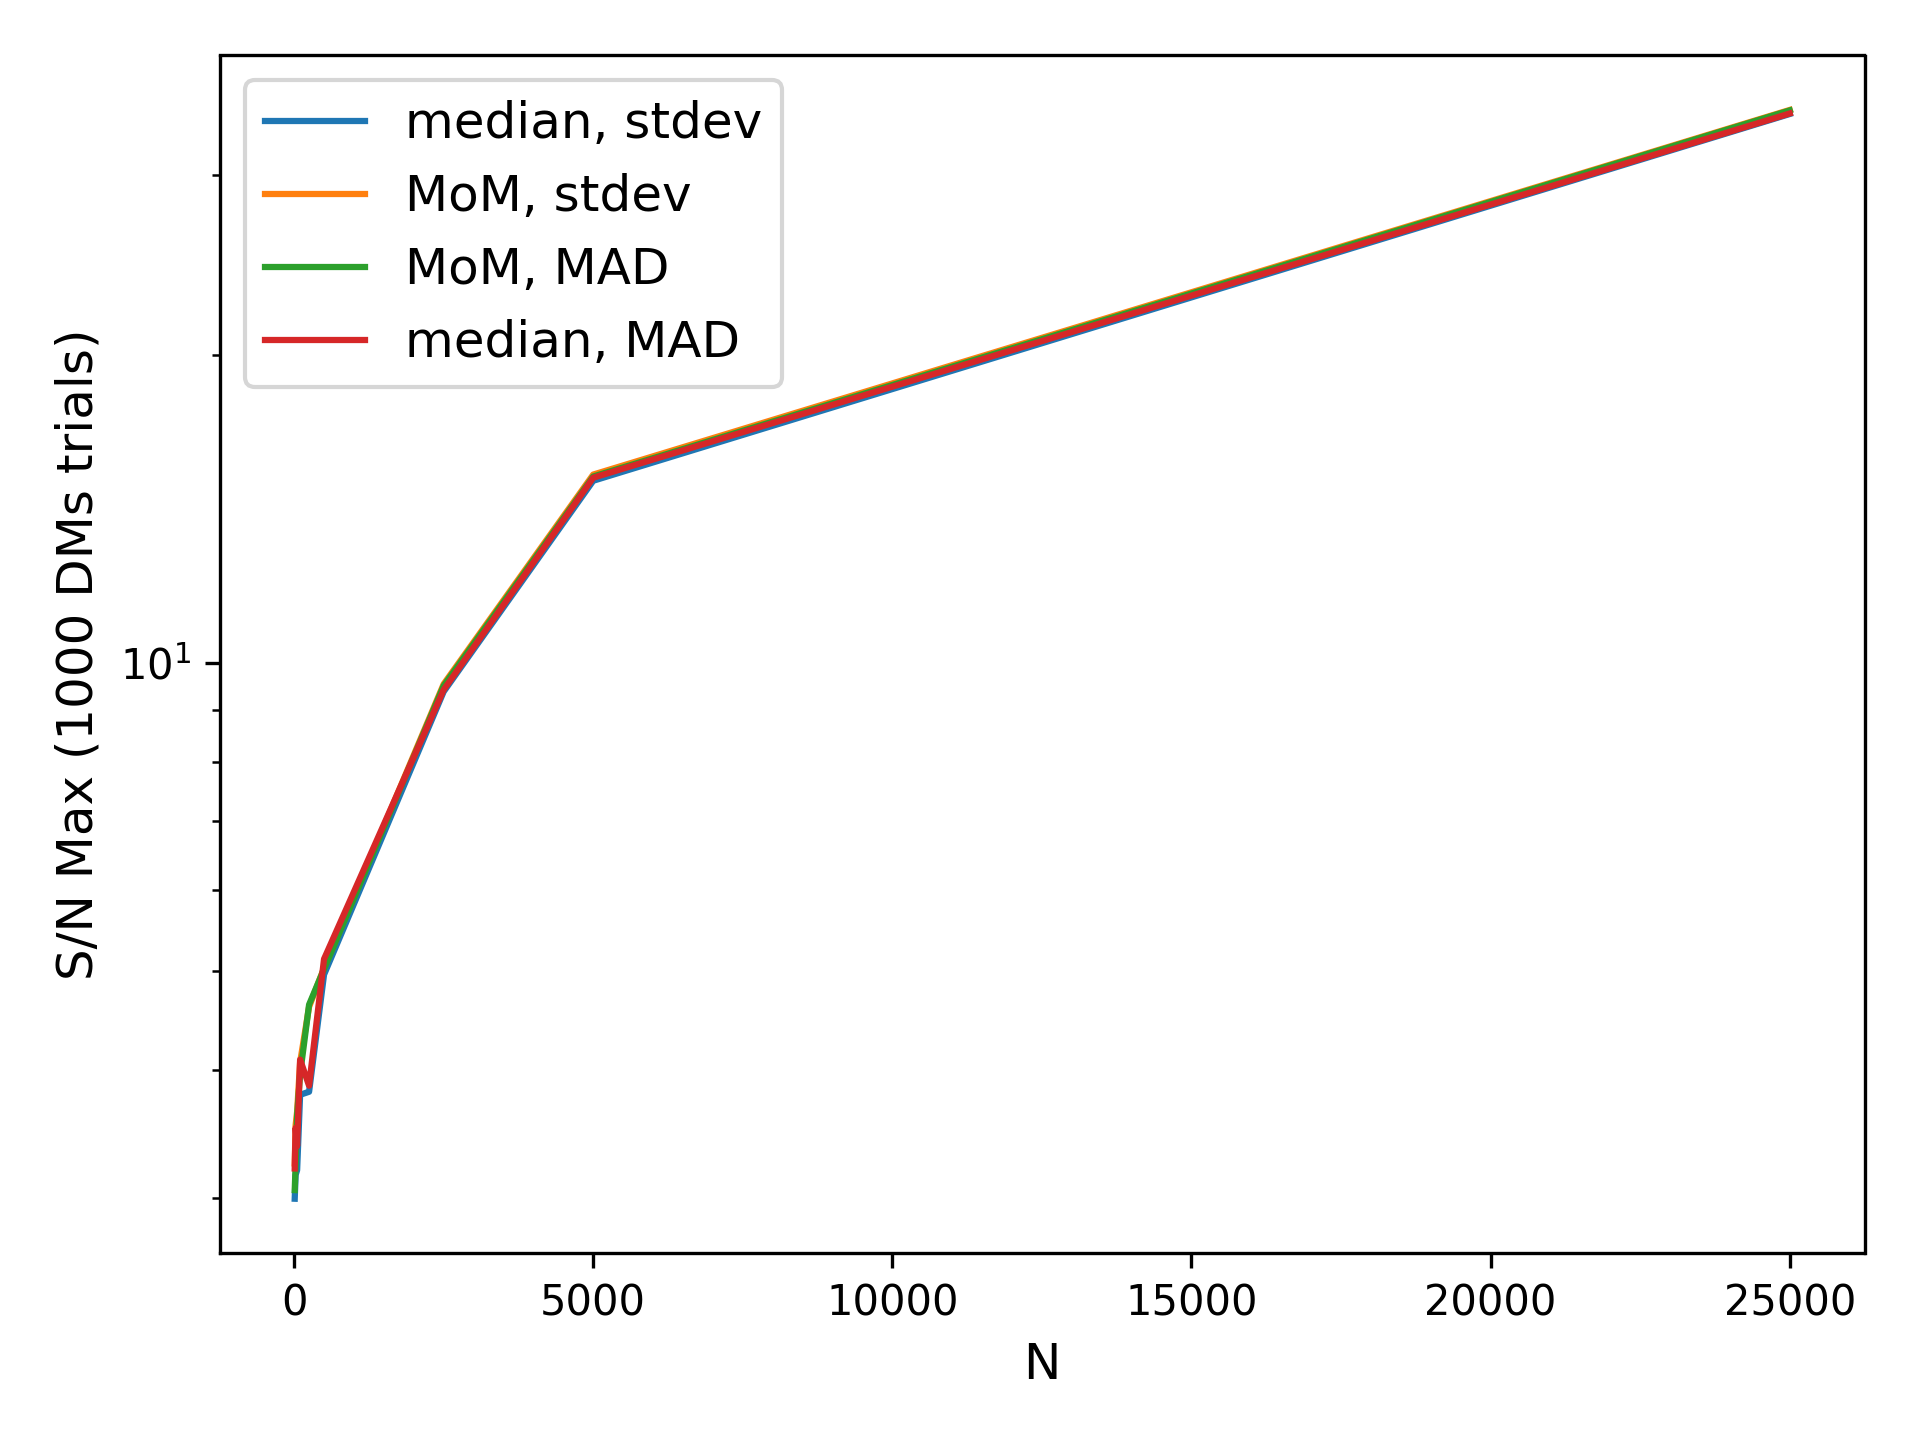 median, stdev
MoM, stdev
MoM, MAD
median, MAD
S/N Max (1000 DMs trials)
10¹
0 5000 10000 15000 20000 25000
N